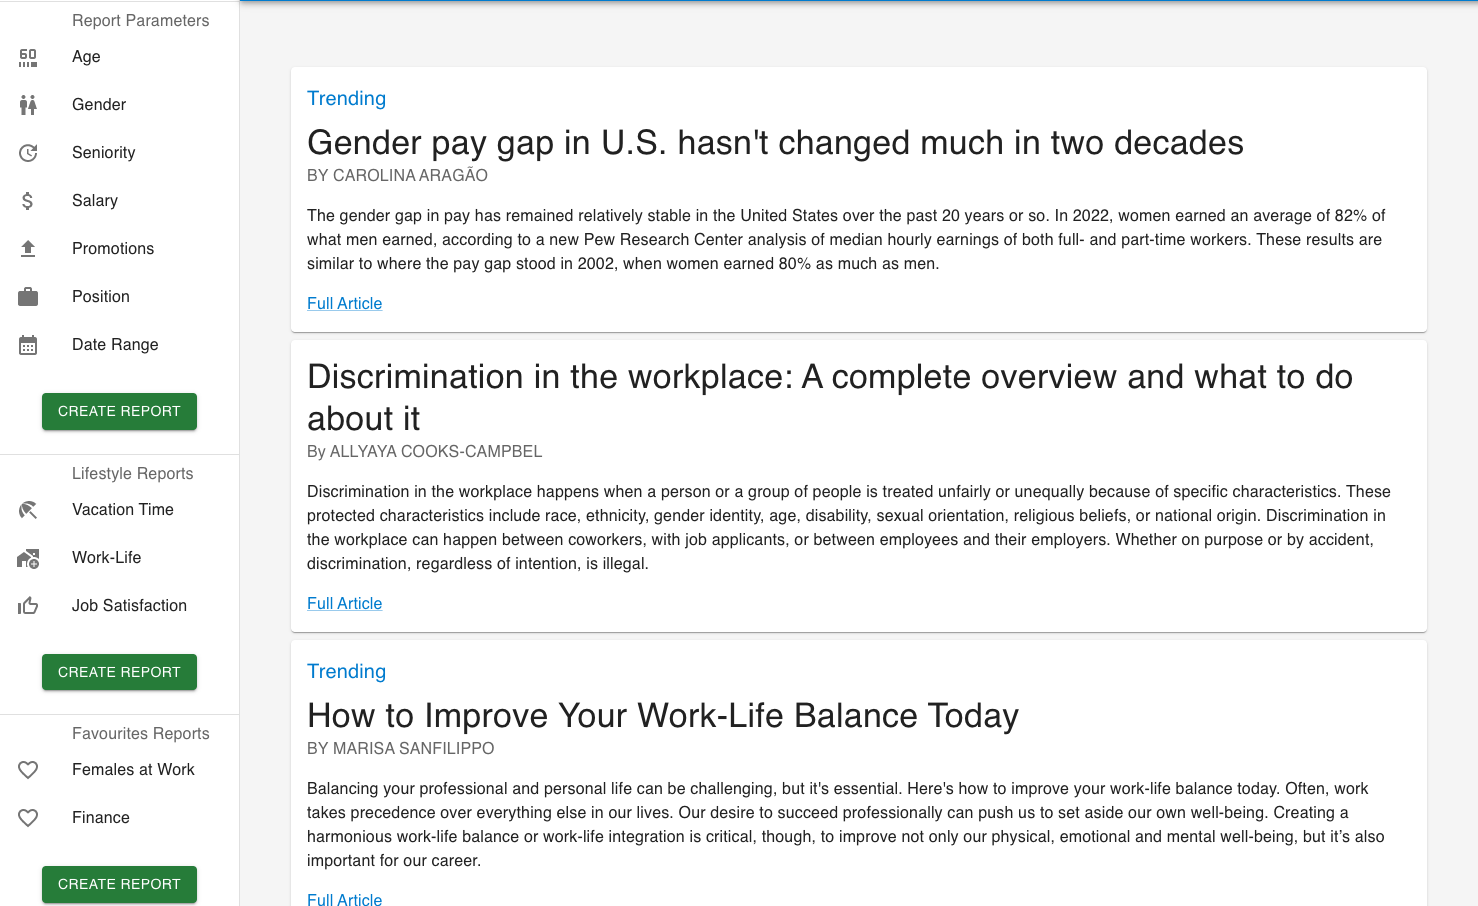 Report Parameters
60
Age
Gender
Seniority
$
Salary
Promotions
Position
Date Range
CREATE REPORT
Lifestyle Reports
Vacation Time
Work-Life
Job Satisfaction
CREATE REPORT
Favourites Reports
Females at Work
Finance
CREATE REPORT
Trending
Gender pay gap in U.S. hasn't changed much in two decades
BY CAROLINA ARAGÃO
The gender gap in pay has remained relatively stable in the United States over the past 20 years or so. In 2022, women earned an average of 82% of
what men earned, according to a new Pew Research Center analysis of median hourly earnings of both full- and part-time workers. These results are
similar to where the pay gap stood in 2002, when women earned 80% as much as men.
Full Article
Discrimination in the workplace: A complete overview and what to do
about it
By ALLYAYA COOKS-CAMPBEL
Discrimination in the workplace happens when a person or a group of people is treated unfairly or unequally because of specific characteristics. These
protected characteristics include race, ethnicity, gender identity, age, disability, sexual orientation, religious beliefs, or national origin. Discrimination in
the workplace can happen between coworkers, with job applicants, or between employees and their employers. Whether on purpose or by accident,
discrimination, regardless of intention, is illegal.
Full Article
Trending
How to Improve Your Work-Life Balance Today
BY MARISA SANFILIPPO
Balancing your professional and personal life can be challenging, but it's essential. Here's how to improve your work-life balance today. Often, work
takes precedence over everything else in our lives. Our desire to succeed professionally can push us to set aside our own well-being. Creating a
harmonious work-life balance or work-life integration is critical, though, to improve not only our physical, emotional and mental well-being, but it’s also
important for our career.
Full Article